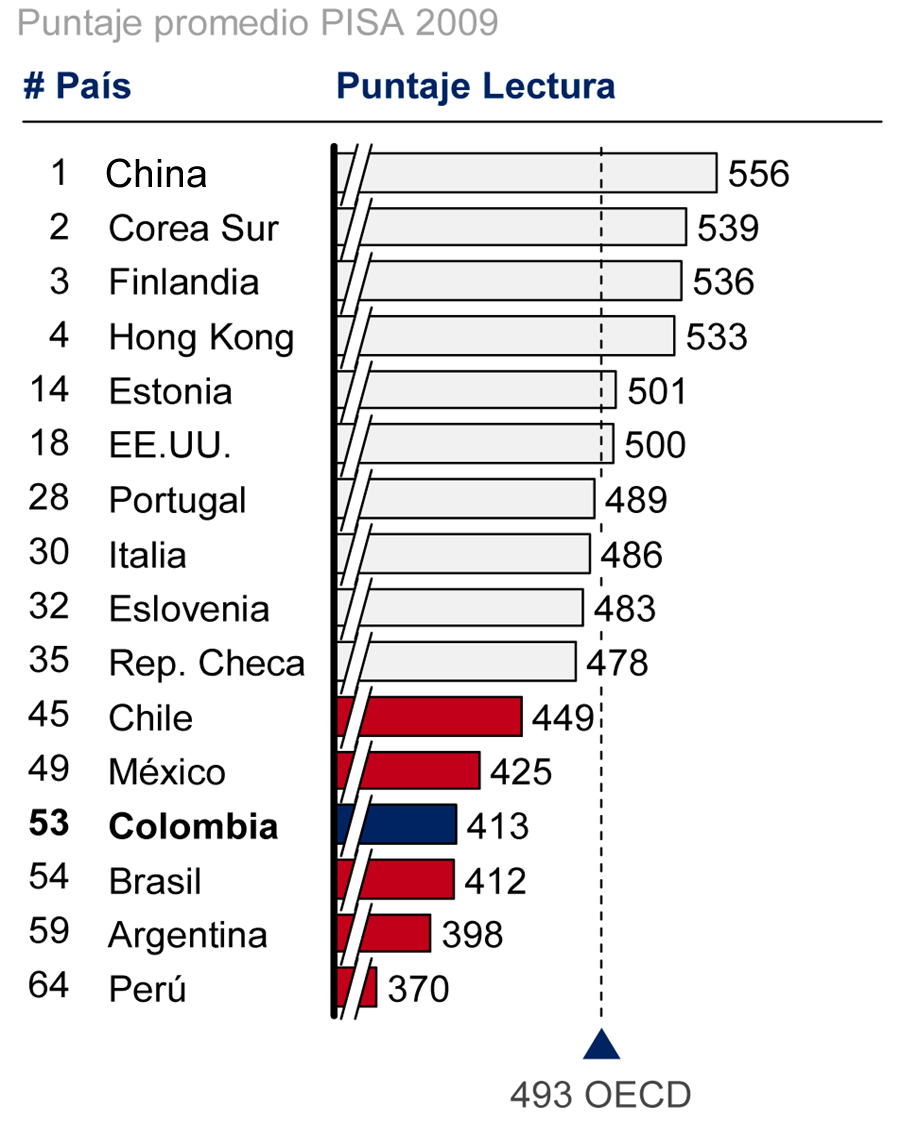 Puntaje promedio PISA 2009
# País Puntaje Lectura
1 China 556
2 Corea Sur 539
3 Finlandia 536
4 Hong Kong 533
14 Estonia 501
18 EE.UU. 500
28 Portugal 489
30 Italia 486
32 Eslovenia 483
35 Rep. Checa 478
45 Chile 449
49 México 425
53 Colombia 413
54 Brasil 412
59 Argentina 398
64 Perú 370
493 OECD